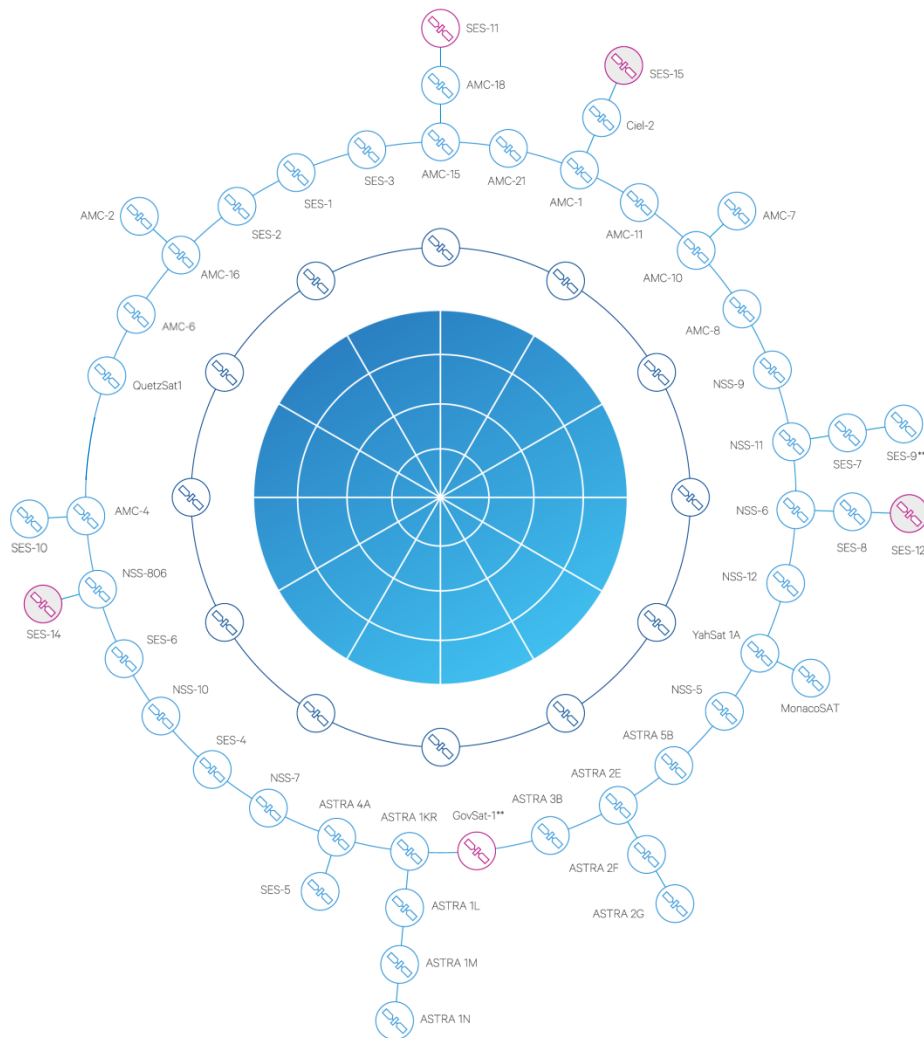 SES-11
AMC-18
SES-15
Ciel-2
SES-3
AMC-15
AMC-21
AMC-1
SES-1
AMC-2
SES-2
AMC-11
AMC-7
AMC-16
AMC-10
AMC-6
AMC-8
QuetzSat1
NSS-9
NSS-11
SES-7
SES-9**
AMC-4
NSS-6
SES-10
SES-8
SES-12
NSS-806
NSS-12
SES-14
SES-6
YahSat 1A
NSS-10
NSS-5
MonacoSAT
SES-4
ASTRA 5B
NSS-7
ASTRA 2E
ASTRA 4A
ASTRA 1KR
GovSat-1**
ASTRA 3B
SES-5
ASTRA 2F
ASTRA 1L
ASTRA 2G
ASTRA 1M
ASTRA 1N